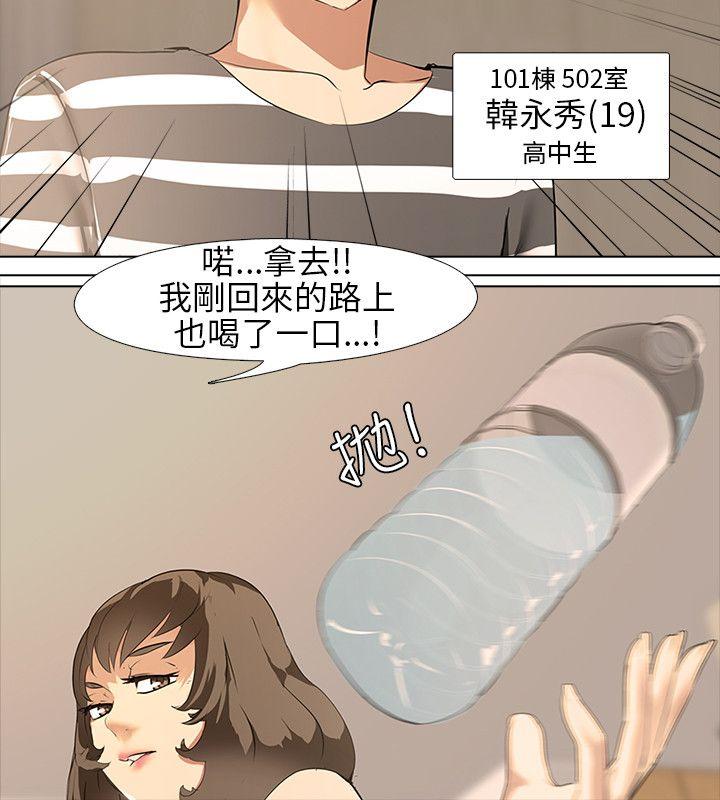 101棟 502室
韓永秀(19)
高中生
喏...拿去!!
我剛回來的路上
也喝了一口...!
拋!